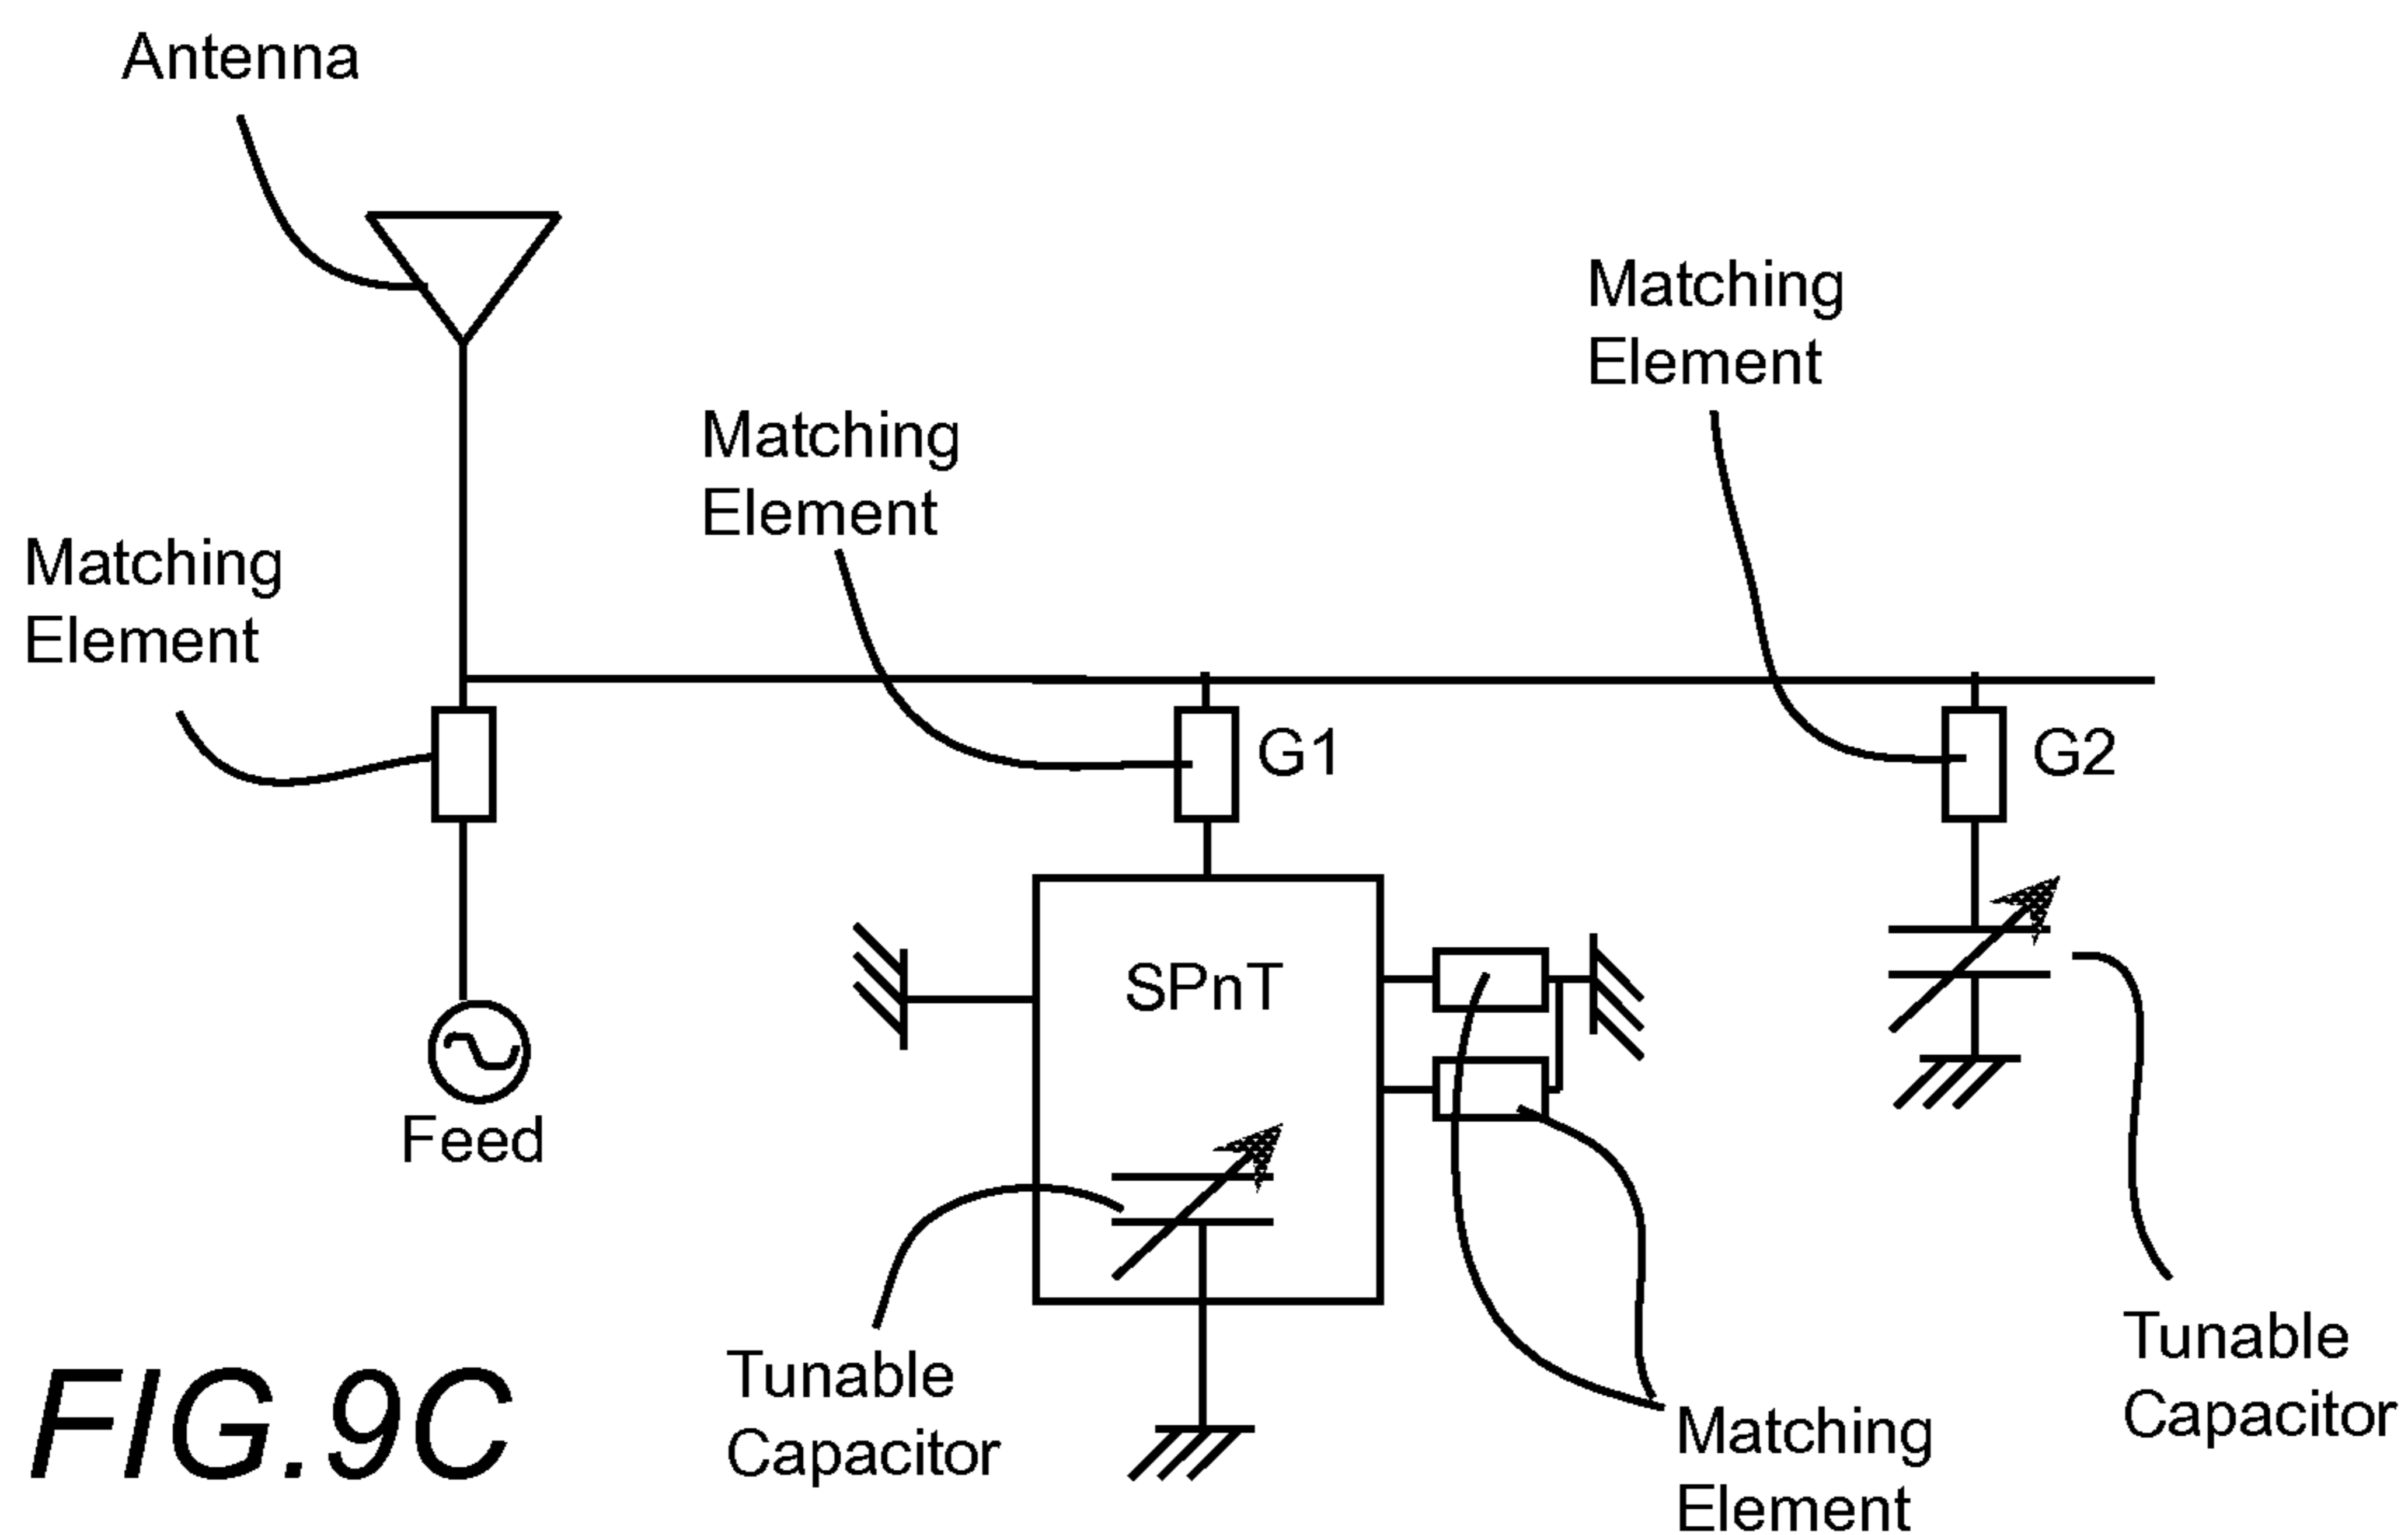 Antenna
Matching
Element
Matching
Element
Matching
Element
G1
G2
SPnT
Feed
Tunable
Capacitor
Tunable
Capacitor
Matching
Element
FIG.9C